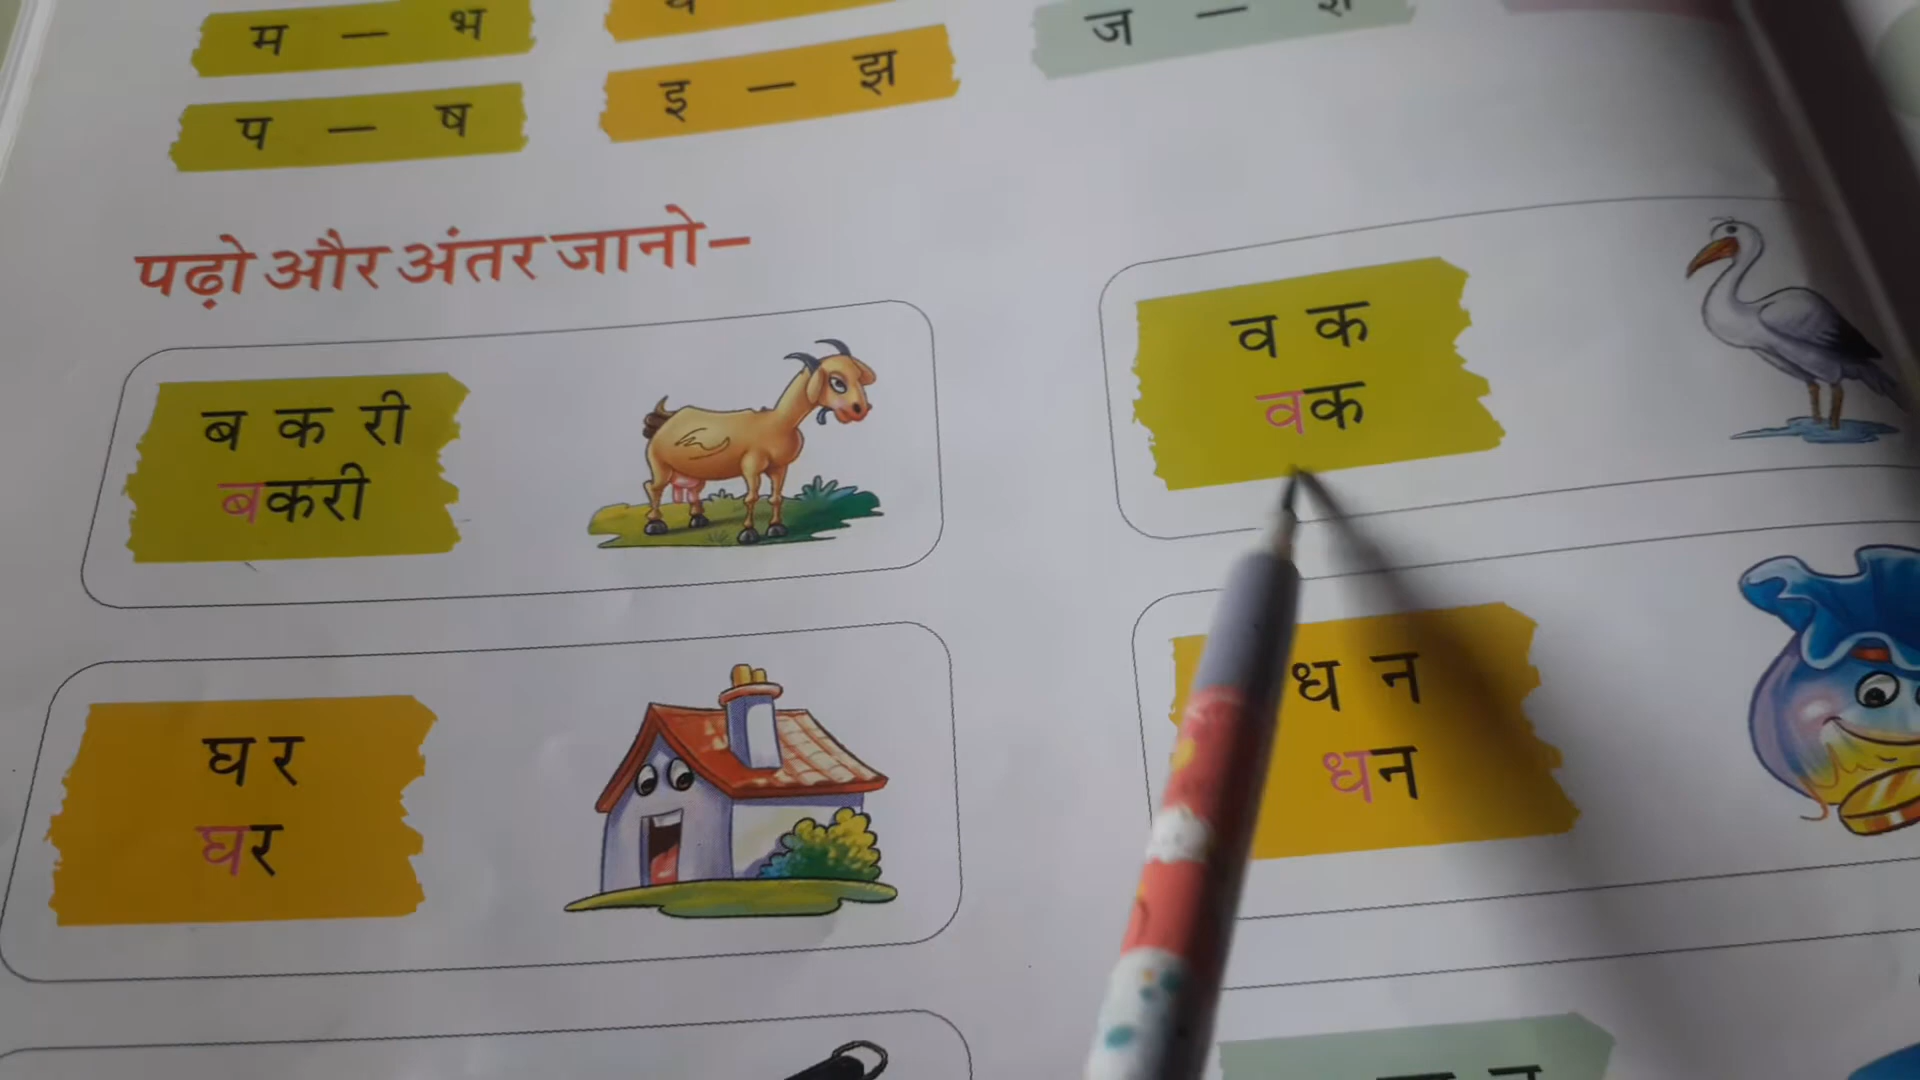 म — भ
प — ष
इ — झ
ज —
पढ़ो और अंतर जानो–
ब क री
बकरी
व क
वक
घ र
घर
ध न
धन